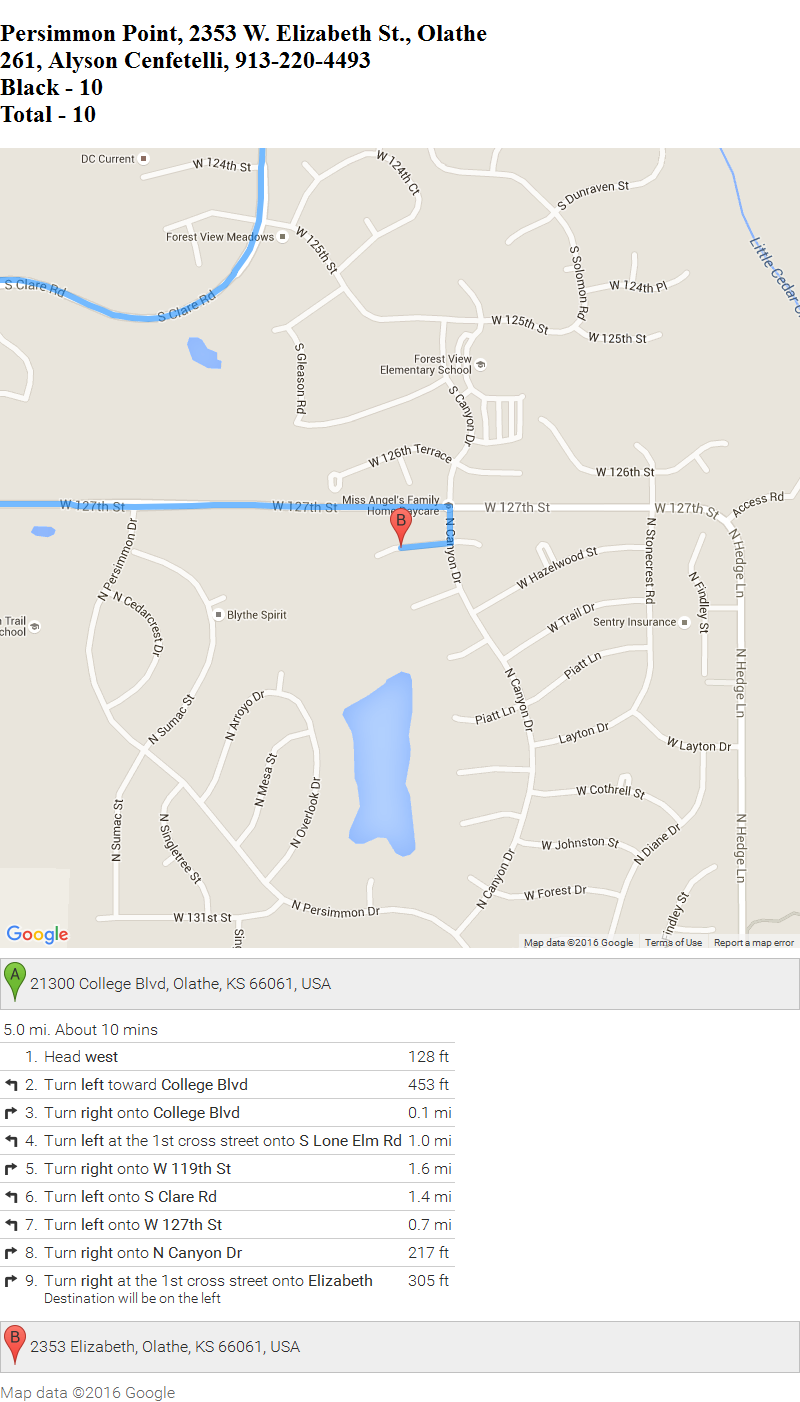 Persimmon Point, 2353 W. Elizabeth St., Olathe
261, Alyson Cenfetelli, 913-220-4493
Black - 10
Total - 10
DC Current
W 124th St
W 124th Ct
S Dunraven St
Forest View Meadows
W 125th St
S Solomon Rd
Little Cedar
S Clare Rd
S Clare Rd
W 124th Pl
W 125th St
W 125th St
S Gleason Rd
Forest View
Elementary School
S Canyon Dr
W 126th Terrace
W 126th St
W 127th St
W 127th St
Miss Angel's Family
Home Daycare
W 127th St
W 127th St
Access Rd
B
N Persimmon Dr
N Canyon Dr
N Stonecrest Rd
N Hedge Ln
W Hazelwood St
N Findley St
N Cedarcrest Dr
Blythe Spirit
Trail
chool
W Trail Dr
Sentry Insurance
Piatt Ln
N Hedge Ln
N Sumac St
N Arroyo Dr
N Canyon Dr
Piatt Ln
Layton Dr
W Layton Dr
N Mesa St
N Overlook Dr
W Cothrell St
N Sumac St
N Singletree St
W Johnston St
N Diane Dr
N Hedge Ln
N Canyon Dr
W Forest Dr
W 131st St
N Persimmon Dr
Sin
Findley St
Google
Map data ©2016 Google
Terms of Use
Report a map error
A
21300 College Blvd, Olathe, KS 66061, USA
5.0 mi. About 10 mins
1. Head west 128 ft
2. Turn left toward College Blvd 453 ft
3. Turn right onto College Blvd 0.1 mi
4. Turn left at the 1st cross street onto S Lone Elm Rd 1.0 mi
5. Turn right onto W 119th St 1.6 mi
6. Turn left onto S Clare Rd 1.4 mi
7. Turn left onto W 127th St 0.7 mi
8. Turn right onto N Canyon Dr 217 ft
9. Turn right at the 1st cross street onto Elizabeth 305 ft
Destination will be on the left
B
2353 Elizabeth, Olathe, KS 66061, USA
Map data ©2016 Google